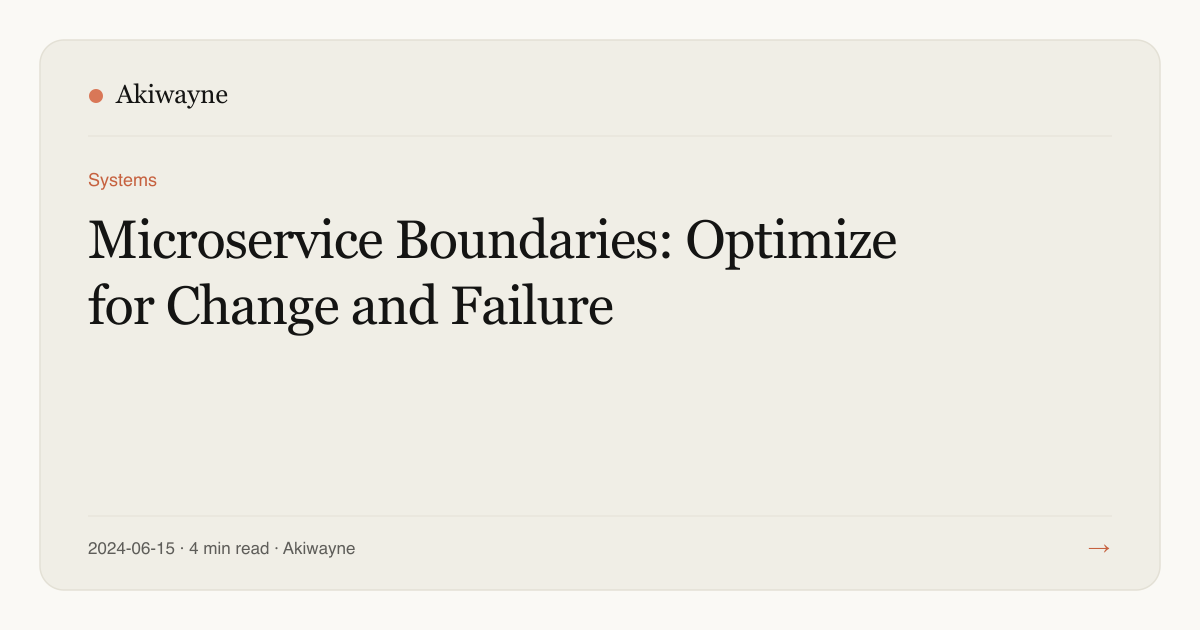 Akiwayne
Systems
Microservice Boundaries: Optimize
for Change and Failure
2024-06-15 · 4 min read · Akiwayne
→